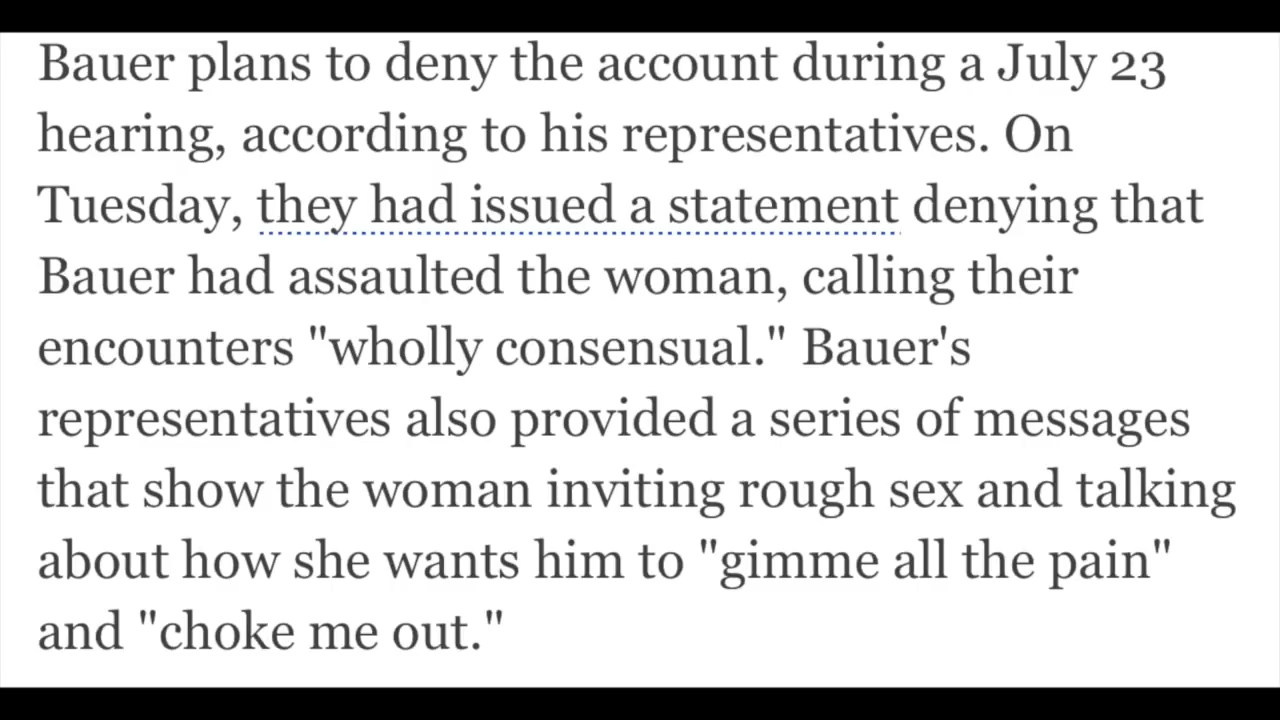 Bauer plans to deny the account during a July 23
hearing, according to his representatives. On
Tuesday, they had issued a statement denying that
Bauer had assaulted the woman, calling their
encounters "wholly consensual." Bauer's
representatives also provided a series of messages
that show the woman inviting rough sex and talking
about how she wants him to "gimme all the pain"
and "choke me out."